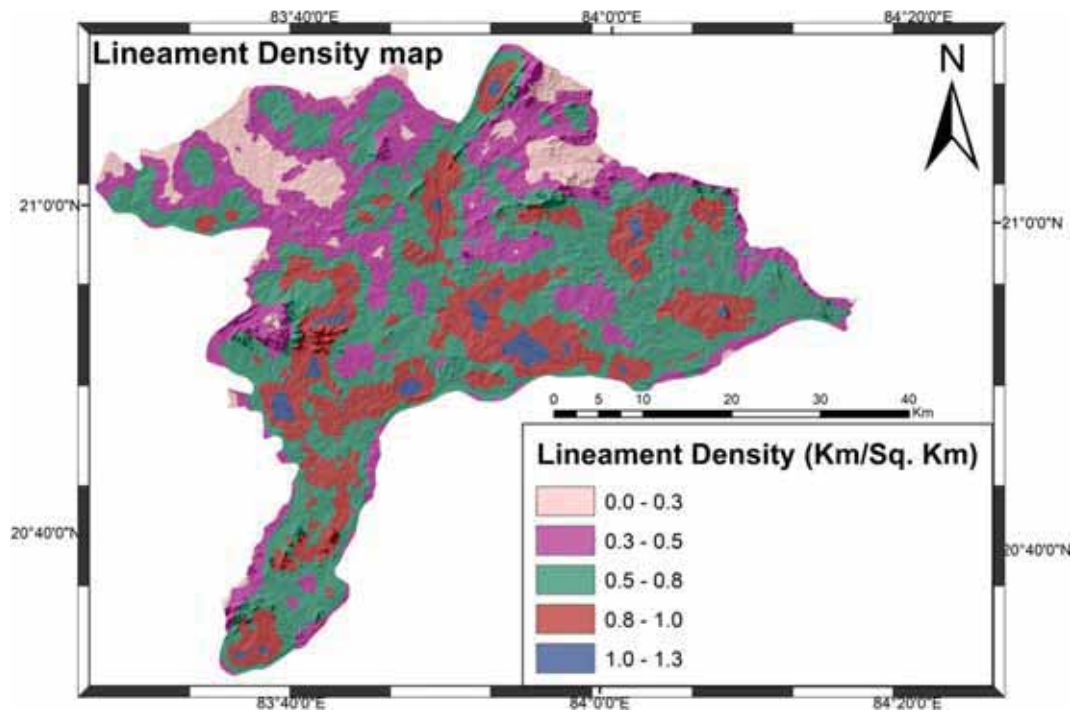 83°40'0"E 84°0'0"E 84°20'0"E
Lineament Density map
N
21°0'0"N
21°0'0"N
0 5 10 20 30 40
Km
Lineament Density (Km/Sq. Km)
0.0 - 0.3
0.3 - 0.5
0.5 - 0.8
0.8 - 1.0
1.0 - 1.3
20°40'0"N
20°40'0"N
83°40'0"E 84°0'0"E 84°20'0"E